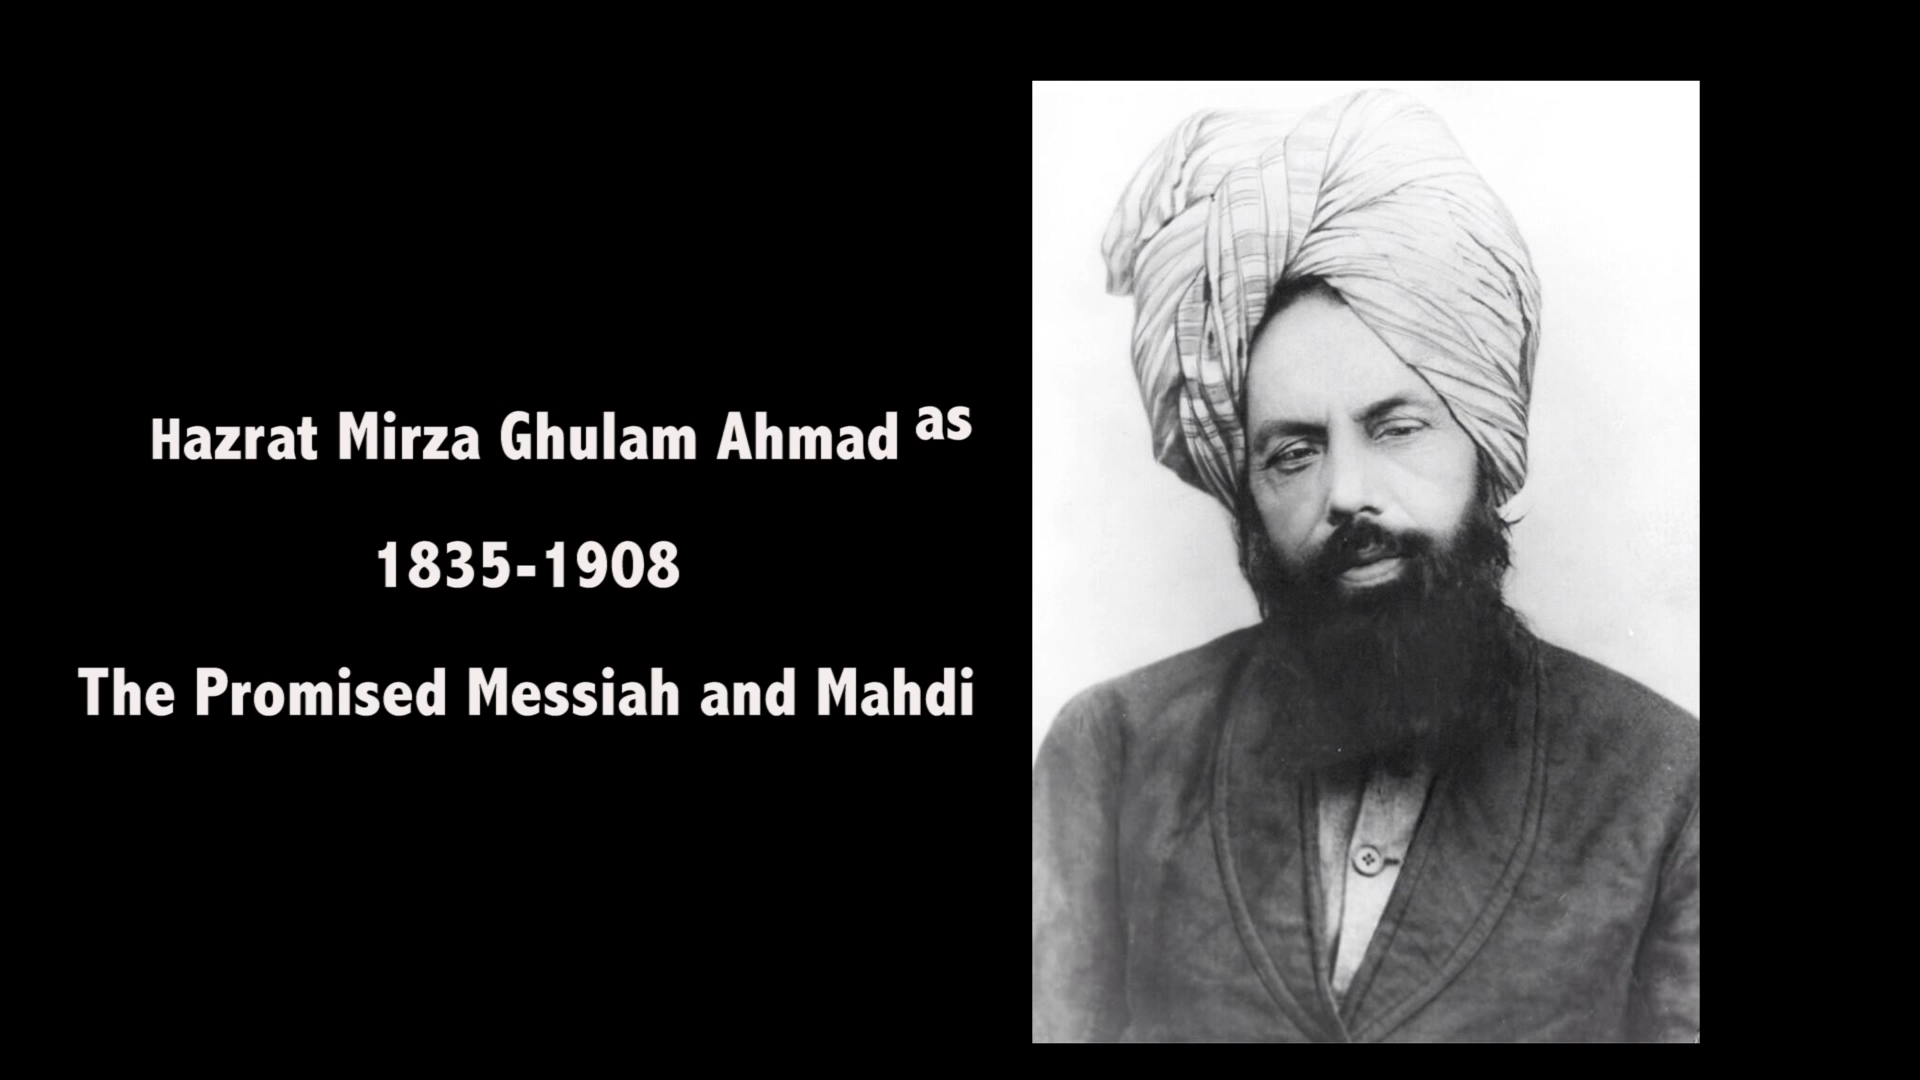 Hazrat Mirza Ghulam Ahmad as
1835-1908
The Promised Messiah and Mahdi